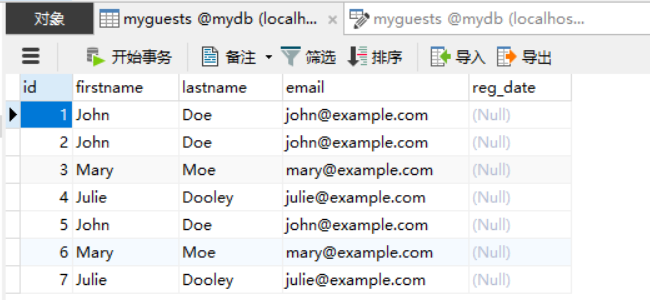 对象 myguests @mydb (localh... × myguests @mydb (localhos...
开始事务 备注 筛选 排序 导入 导出
id firstname lastname email reg_date
1 John Doe john@example.com (Null)
2 John Doe john@example.com (Null)
3 Mary Moe mary@example.com (Null)
4 Julie Dooley julie@example.com (Null)
5 John Doe john@example.com (Null)
6 Mary Moe mary@example.com (Null)
7 Julie Dooley julie@example.com (Null)